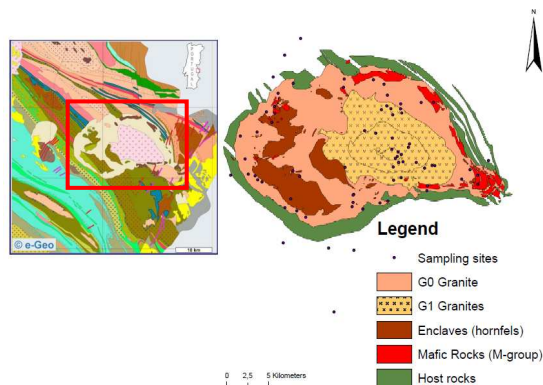 N
PORTUGAL
© e-Geo
10 km
Legend
Sampling sites
G0 Granite
G1 Granites
Enclaves (hornfels)
Mafic Rocks (M-group)
Host rocks
0 2,5 5 Kilometers